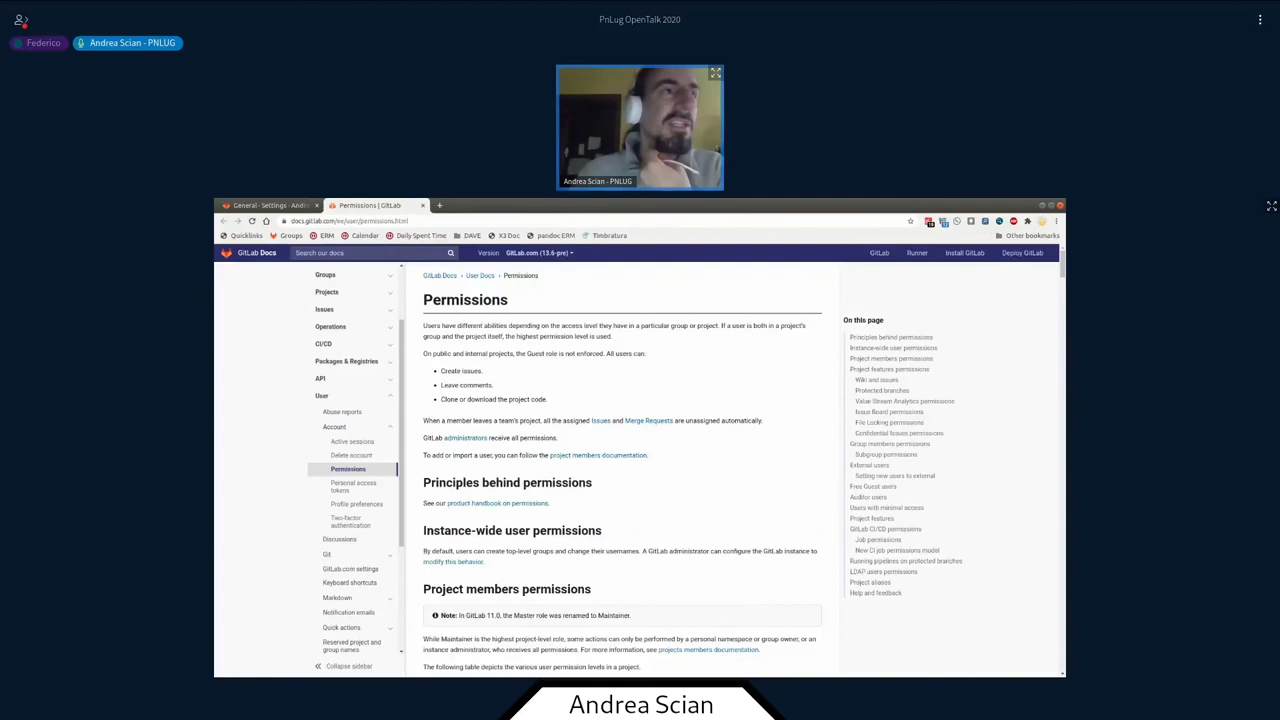 PnLug OpenTalk 2020
Federico
Andrea Scian - PNLUG
Andrea Scian - PNLUG
General · Settings · Andr
Permissions | GitLab
docs.gitlab.com/ee/user/permissions.html
Quicklinks
Groups
ERM
Calendar
Daily Spent Time
DAVE
X3 Doc
pandoc ERM
Timbratura
Other bookmarks
GitLab Docs
Search our docs
Version
GitLab.com (13.6-pre)
GitLab
Runner
Install GitLab
Deploy GitLab
Groups
Projects
Issues
Operations
CI/CD
Packages & Registries
API
User
Abuse reports
Account
Active sessions
Delete account
Permissions
Personal access
tokens
Profile preferences
Two-factor
authentication
Discussions
Git
GitLab.com settings
Keyboard shortcuts
Markdown
Notification emails
Quick actions
Reserved project and
group names
Collapse sidebar
GitLab Docs › User Docs › Permissions
Permissions
Users have different abilities depending on the access level they have in a particular group or project. If a user is both in a project's
group and the project itself, the highest permission level is used.
On public and internal projects, the Guest role is not enforced. All users can:
• Create issues.
• Leave comments.
• Clone or download the project code.
When a member leaves a team's project, all the assigned Issues and Merge Requests are unassigned automatically.
GitLab administrators receive all permissions.
To add or import a user, you can follow the project members documentation.
Principles behind permissions
See our product handbook on permissions.
Instance-wide user permissions
By default, users can create top-level groups and change their usernames. A GitLab administrator can configure the GitLab instance to
modify this behavior.
Project members permissions
Note: In GitLab 11.0, the Master role was renamed to Maintainer.
While Maintainer is the highest project-level role, some actions can only be performed by a personal namespace or group owner, or an
instance administrator, who receives all permissions. For more information, see projects members documentation.
The following table depicts the various user permission levels in a project.
On this page
Principles behind permissions
Instance-wide user permissions
Project members permissions
Project features permissions
Wiki and issues
Protected branches
Value Stream Analytics permissions
Issue Board permissions
File Locking permissions
Confidential Issues permissions
Group members permissions
Subgroup permissions
External users
Setting new users to external
Free Guest users
Auditor users
Users with minimal access
Project features
GitLab CI/CD permissions
Job permissions
New CI job permissions model
Running pipelines on protected branches
LDAP users permissions
Project aliases
Help and feedback
Andrea Scian